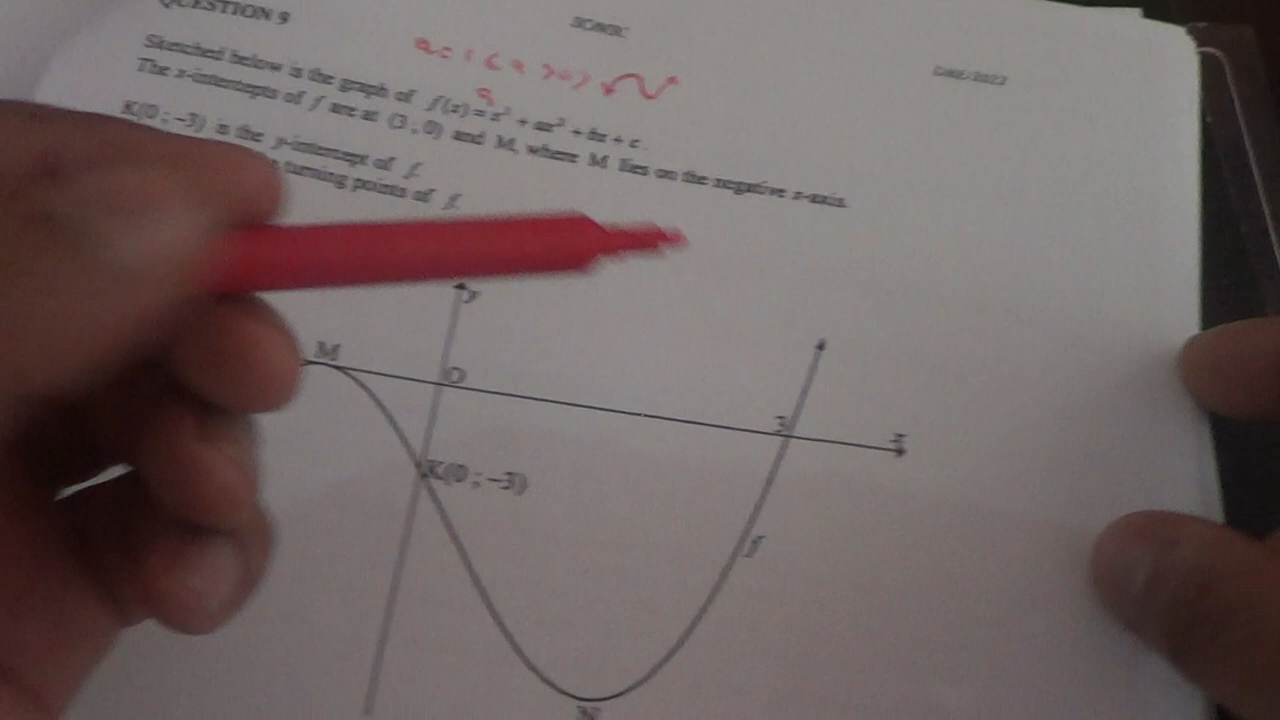 QUESTION 9
Sketched below is the graph of f(x) = x³ + ax² + bx + c.
The x-intercepts of f are at (3 ; 0) and M, where M lies on the negative x-axis.
K(0 ; −3) is the y-intercept of f.
turning points of f.
y
M
O
3
x
K(0 ; −3)
f
N